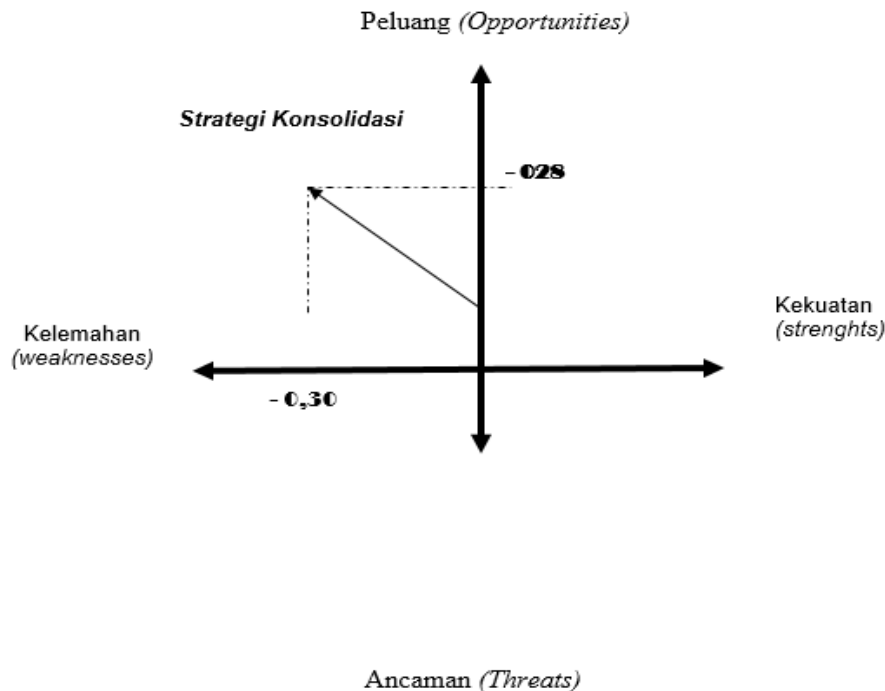 Peluang (Opportunities)
Strategi Konsolidasi
- 028
Kekuatan
(strenghts)
Kelemahan
(weaknesses)
- 0,30
Ancaman (Threats)